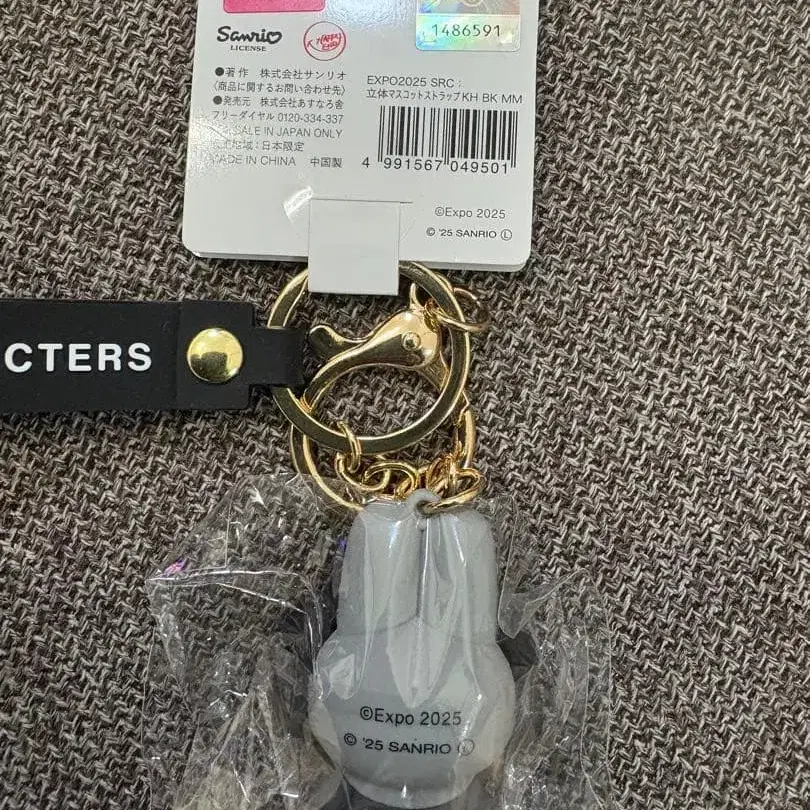 Sanrio
LICENSE
HAPPY
1486591
●著作 株式会社サンリオ
〈商品に関するお問い合わせ先〉
●発売元 株式会社あすなろ舎
フリーダイヤル 0120-334-337
SALE IN JAPAN ONLY
地域：日本限定
MADE IN CHINA 中国製
EXPO2025 SRC：
立体マスコットストラップKH BK MM
4 991567 049501
©Expo 2025
© '25 SANRIO Ⓛ
CTERS
©Expo 2025
© '25 SANRIO Ⓛ